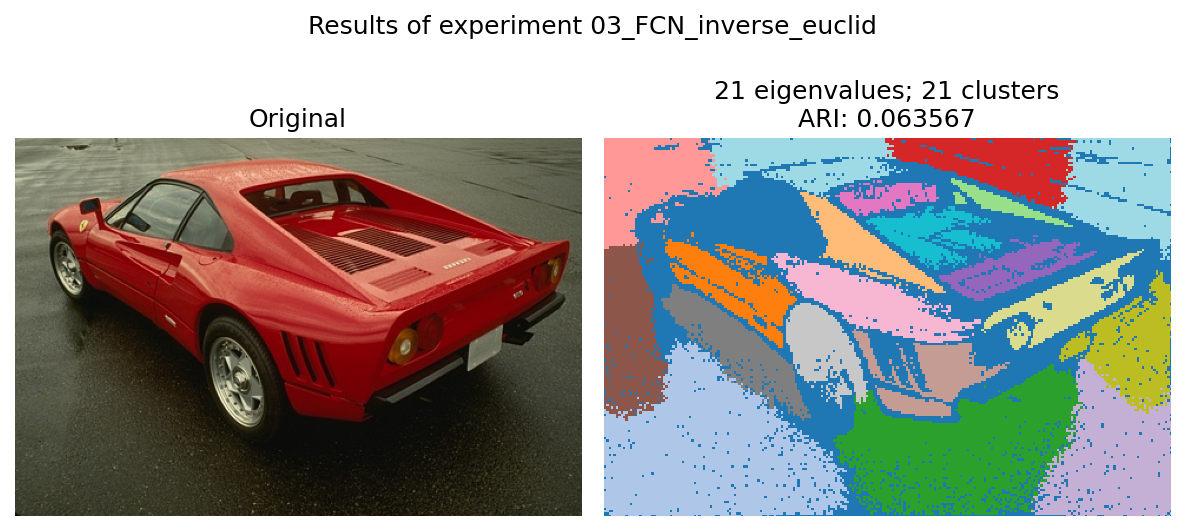 Results of experiment 03_FCN_inverse_euclid
Original
21 eigenvalues; 21 clusters
ARI: 0.063567